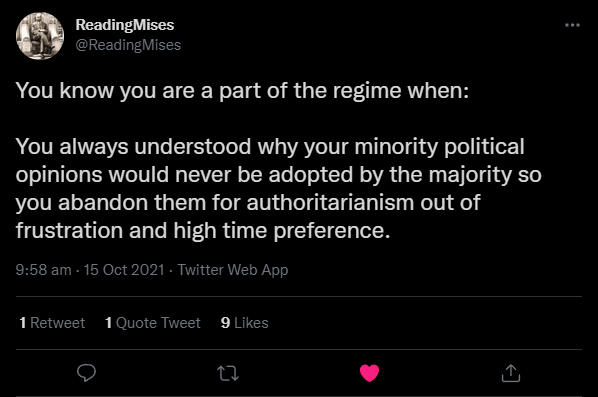 ReadingMises
@ReadingMises
You know you are a part of the regime when:
You always understood why your minority political
opinions would never be adopted by the majority so
you abandon them for authoritarianism out of
frustration and high time preference.
9:58 am · 15 Oct 2021 · Twitter Web App
1 Retweet 1 Quote Tweet 9 Likes